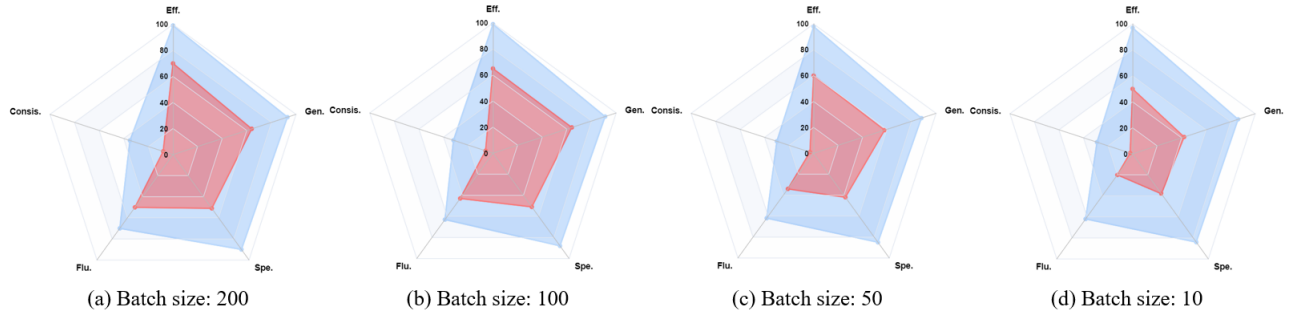 Eff.
100
80
60
40
20
0
Consis.
Gen.
Flu.
Spe.
(a) Batch size: 200
Eff.
100
80
60
40
20
0
Consis.
Gen.
Flu.
Spe.
(b) Batch size: 100
Eff.
100
80
60
40
20
0
Consis.
Gen.
Flu.
Spe.
(c) Batch size: 50
Eff.
100
80
60
40
20
0
Consis.
Gen.
Flu.
Spe.
(d) Batch size: 10